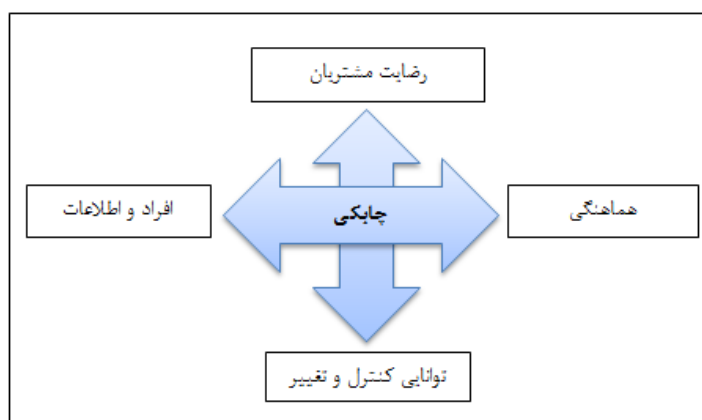 رضایت مشتریان
هماهنگی
چابکی
افراد و اطلاعات
توانایی کنترل و تغییر